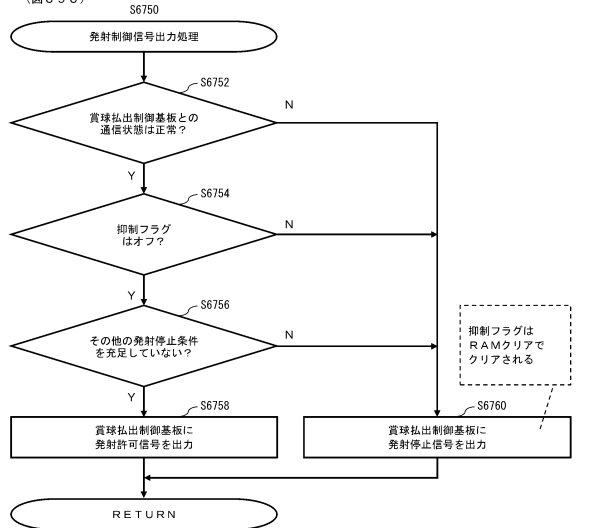 S6750
発射制御信号出力処理
S6752
賞球払出制御基板との
通信状態は正常？
N
Y
S6754
抑制フラグ
はオフ？
N
Y
S6756
その他の発射停止条件
を充足していない？
N
抑制フラグは
ＲＡＭクリアで
クリアされる
Y
S6758
賞球払出制御基板に
発射許可信号を出力
S6760
賞球払出制御基板に
発射停止信号を出力
ＲＥＴＵＲＮ